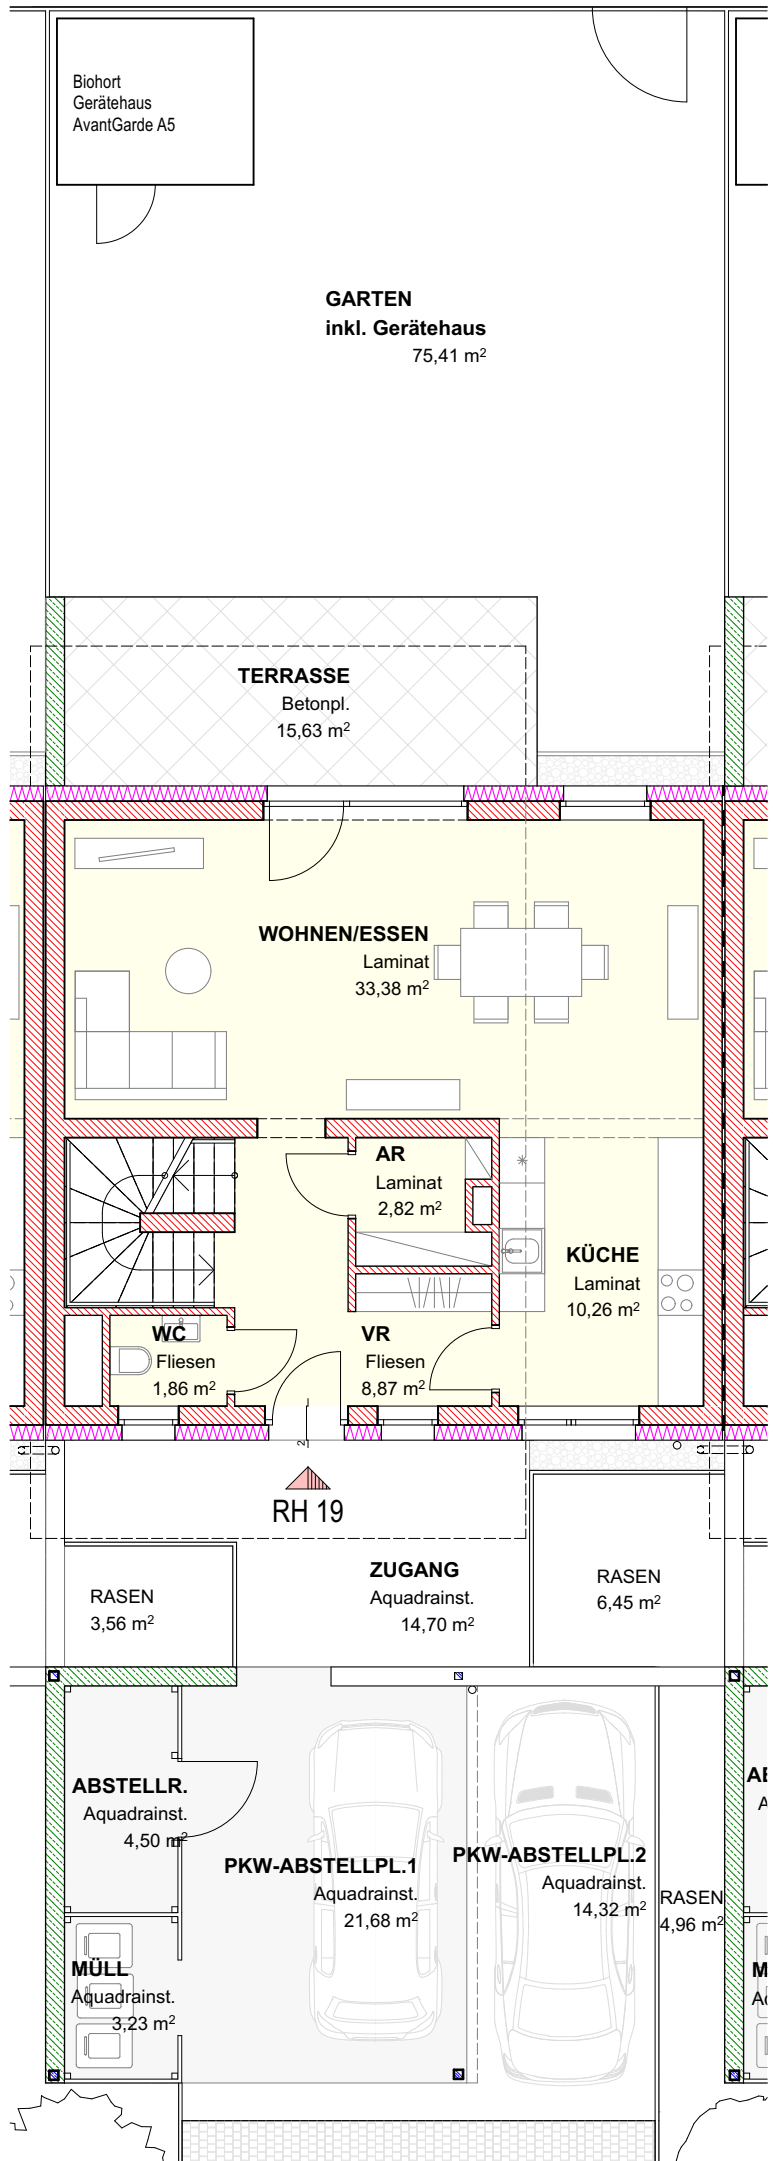 Biohort
Gerätehaus
AvantGarde A5
GARTEN
inkl. Gerätehaus
75,41 m²
TERRASSE
Betonpl.
15,63 m²
WOHNEN/ESSEN
Laminat
33,38 m²
AR
Laminat
2,82 m²
KÜCHE
Laminat
10,26 m²
WC
Fliesen
1,86 m²
VR
Fliesen
8,87 m²
2
RH 19
ZUGANG
Aquadrainst.
14,70 m²
RASEN
3,56 m²
RASEN
6,45 m²
ABSTELLR.
Aquadrainst.
4,50 m²
AB
A
PKW-ABSTELLPL.1
Aquadrainst.
21,68 m²
PKW-ABSTELLPL.2
Aquadrainst.
14,32 m²
RASEN
4,96 m²
MÜLL
Aquadrainst.
3,23 m²
M
Aq